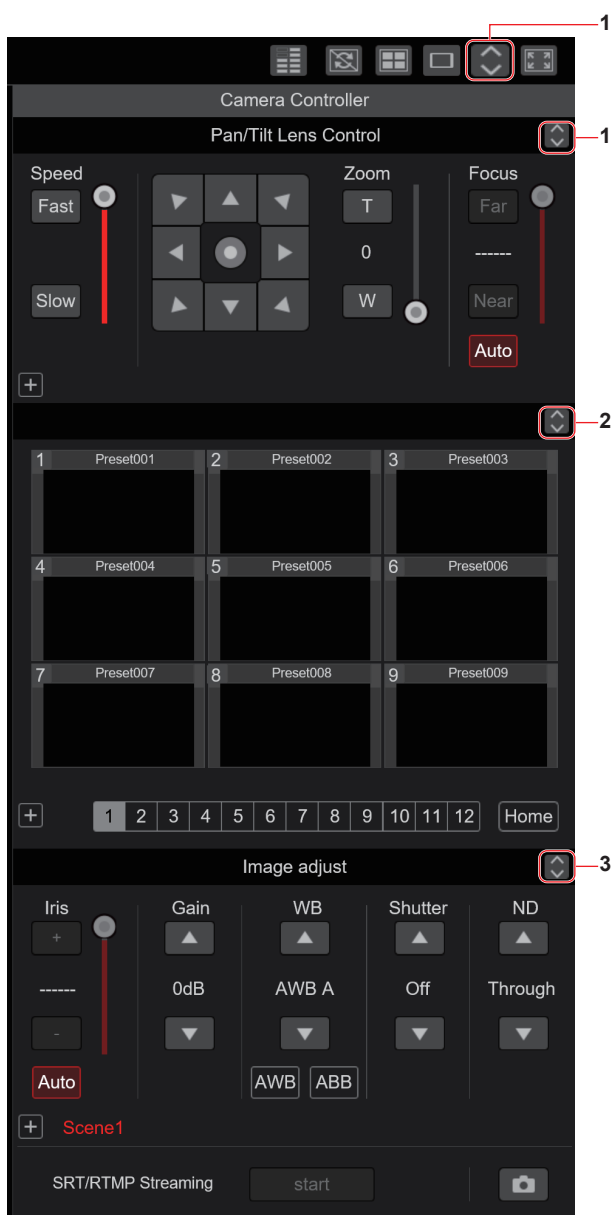 1
Camera Controller
Pan/Tilt Lens Control
1
Speed
Zoom
Focus
Fast
T
Far
0
------
Slow
W
Near
Auto
+
2
1 Preset001
2 Preset002
3 Preset003
4 Preset004
5 Preset005
6 Preset006
7 Preset007
8 Preset008
9 Preset009
+
1 2 3 4 5 6 7 8 9 10 11 12 Home
Image adjust
3
Iris
Gain
WB
Shutter
ND
+
------
0dB
AWB A
Off
Through
-
Auto
AWB
ABB
+ Scene1
SRT/RTMP Streaming
start